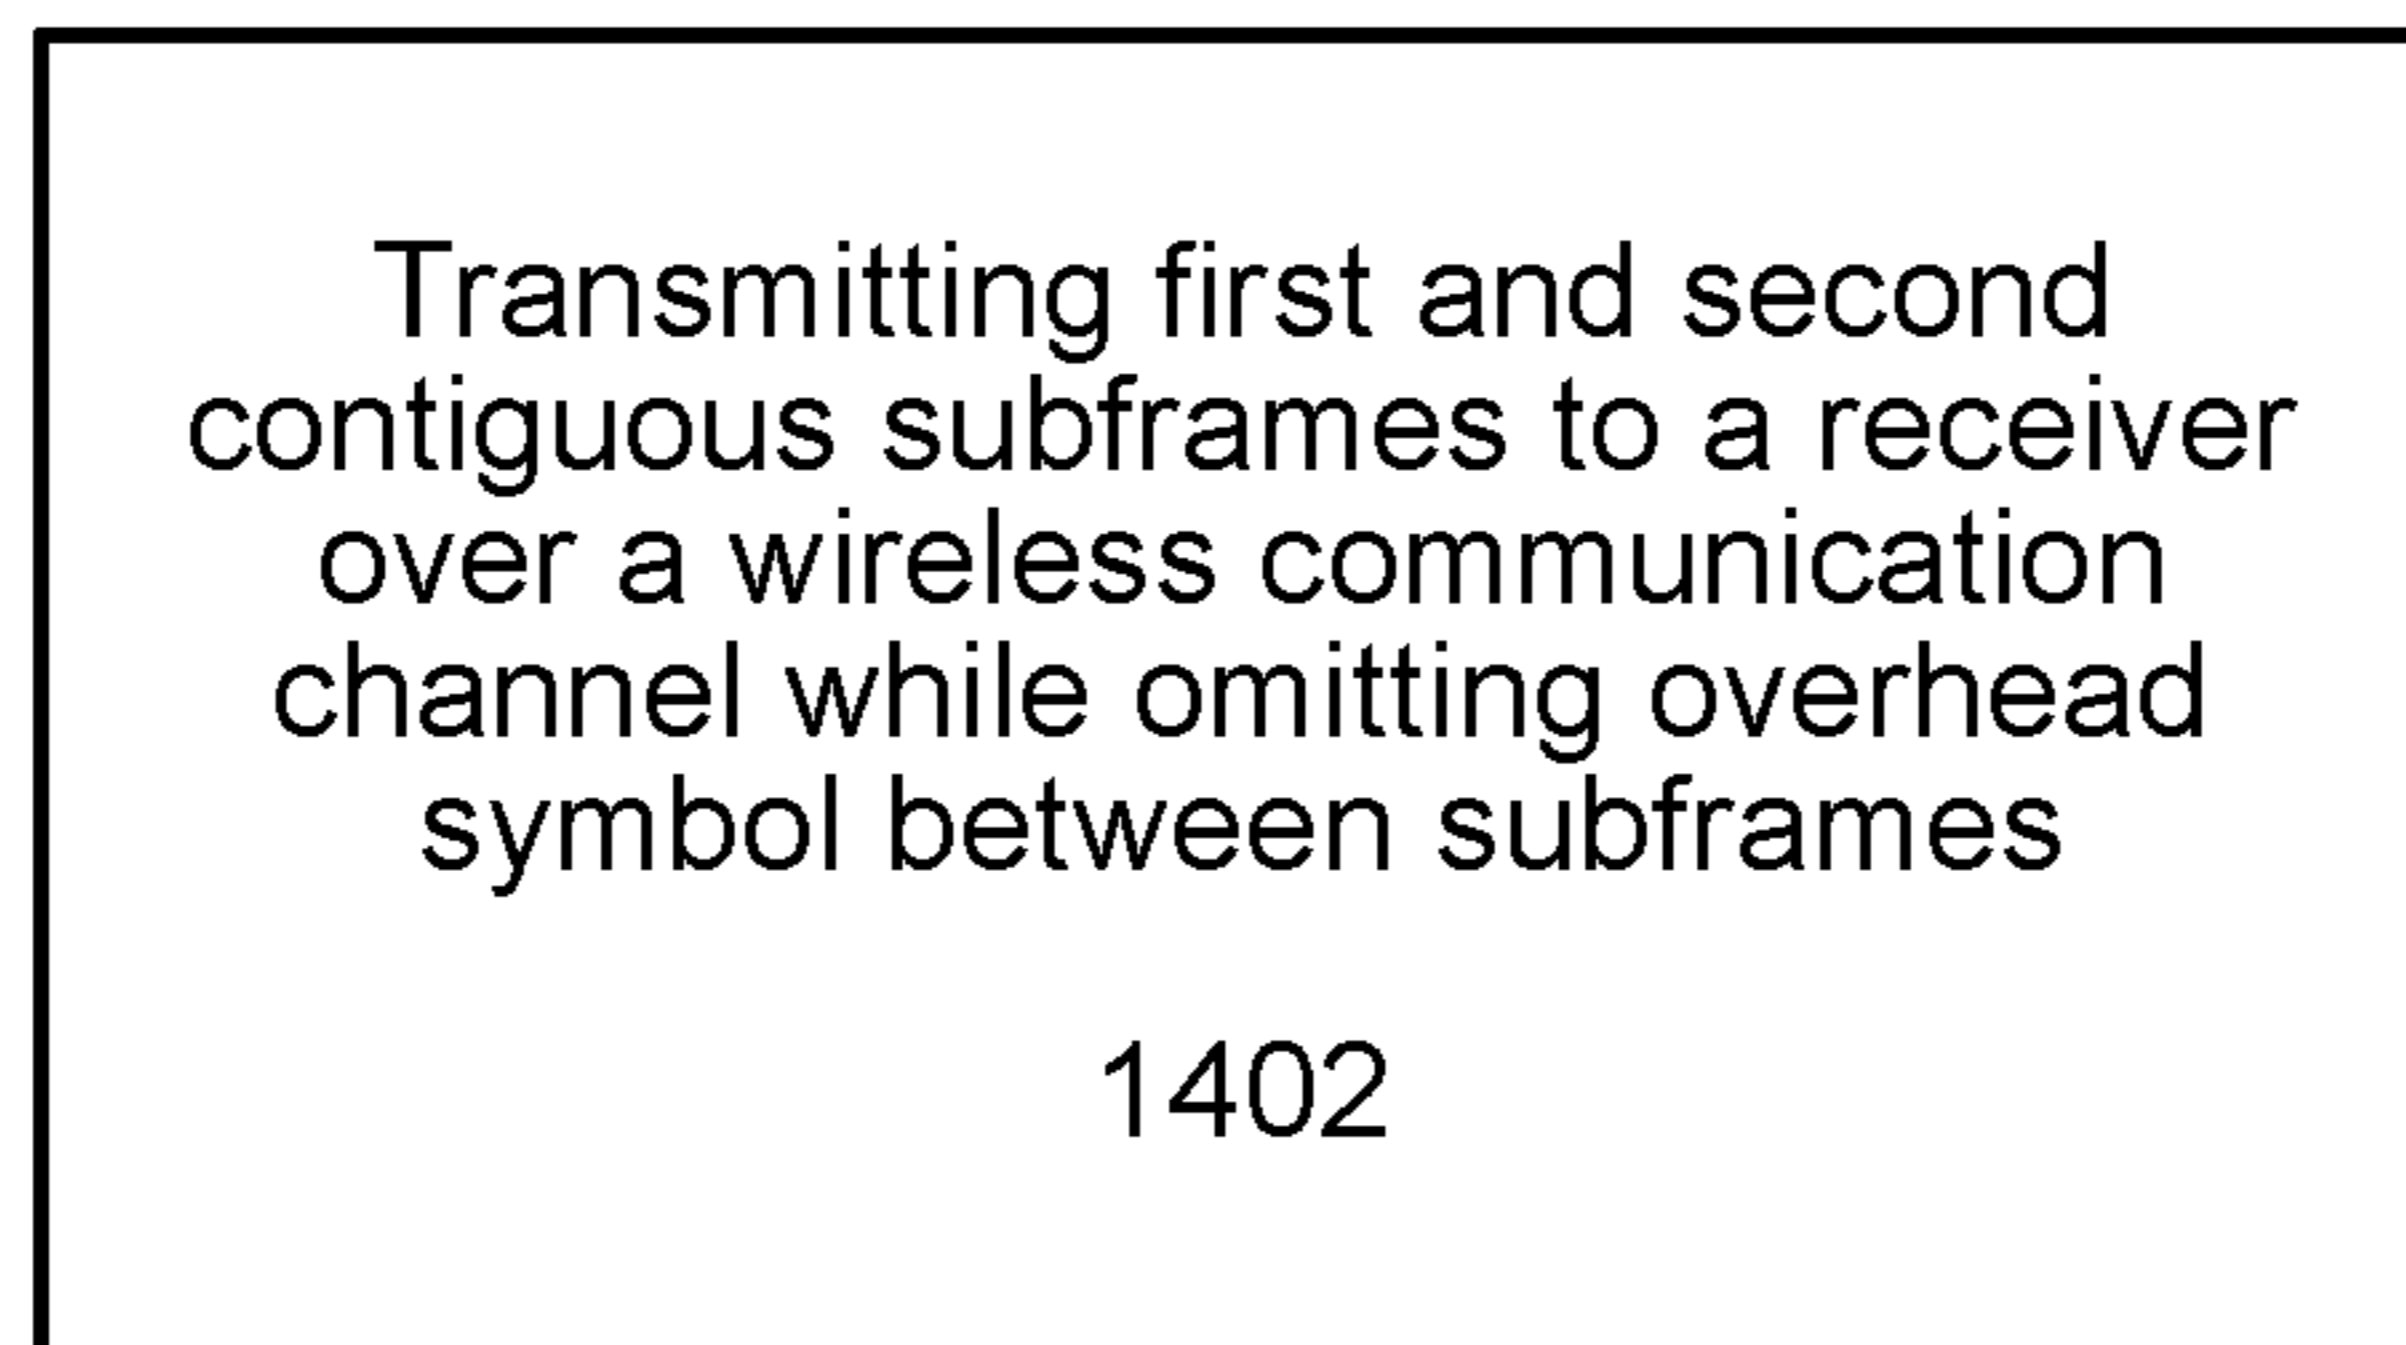 Transmitting first and second
contiguous subframes to a receiver
over a wireless communication
channel while omitting overhead
symbol between subframes
1402